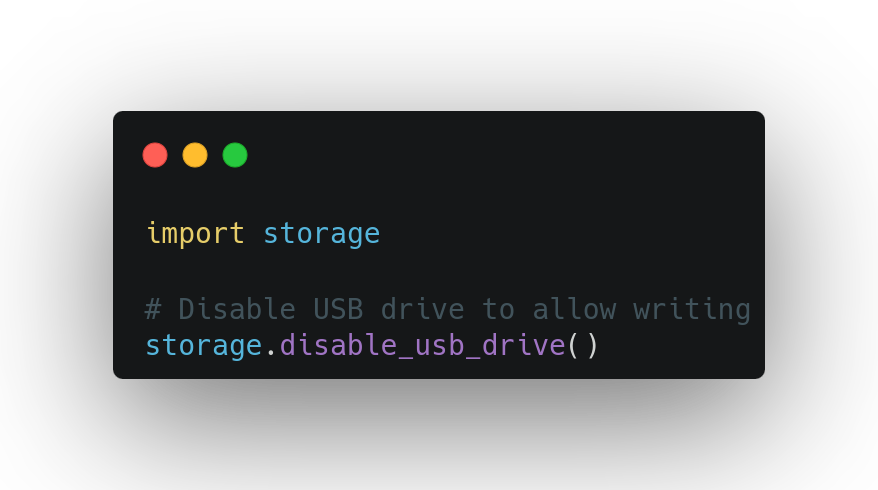 import storage
# Disable USB drive to allow writing
storage.disable_usb_drive()